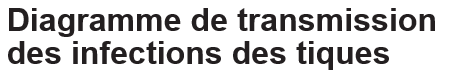 Diagramme de transmission
des infections des tiques